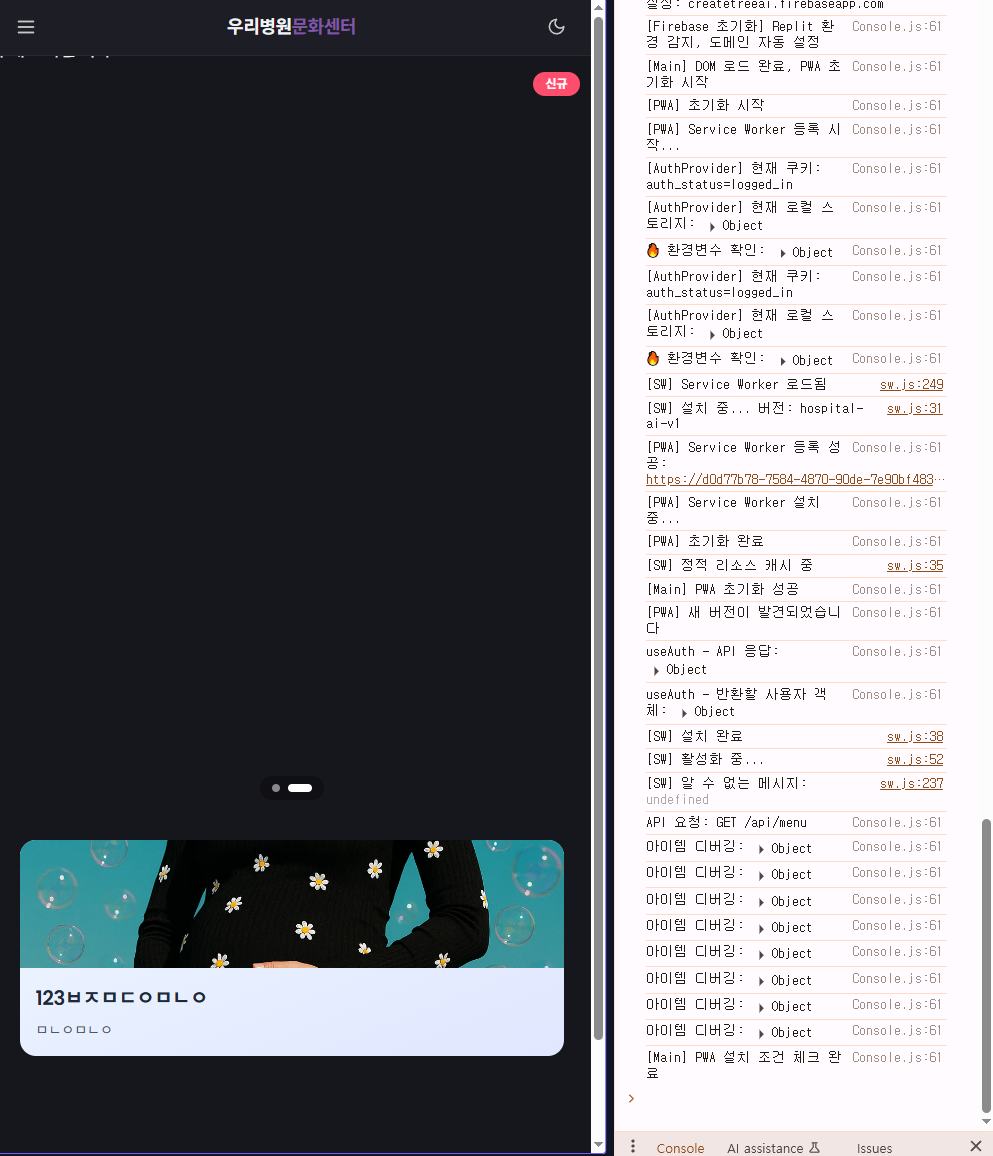 우리병원문화센터
신규
123ㅂㅈㅁㄷㅇㅁㄴㅇ
ㅁㄴㅇㅁㄴㅇ
설정: createtreeai.firebaseapp.com
[Firebase 초기화] Replit 환 Console.js:61
경 감지, 도메인 자동 설정
[Main] DOM 로드 완료, PWA 초 Console.js:61
기화 시작
[PWA] 초기화 시작 Console.js:61
[PWA] Service Worker 등록 시 Console.js:61
작...
[AuthProvider] 현재 쿠키: Console.js:61
auth_status=logged_in
[AuthProvider] 현재 로컬 스 Console.js:61
토리지: ▶ Object
🔥 환경변수 확인: ▶ Object Console.js:61
[AuthProvider] 현재 쿠키: Console.js:61
auth_status=logged_in
[AuthProvider] 현재 로컬 스 Console.js:61
토리지: ▶ Object
🔥 환경변수 확인: ▶ Object Console.js:61
[SW] Service Worker 로드됨 sw.js:249
[SW] 설치 중... 버전: hospital- sw.js:31
ai-v1
[PWA] Service Worker 등록 성 Console.js:61
공:
https://d0d77b78-7584-4870-90de-7e90bf483…
[PWA] Service Worker 설치 Console.js:61
중...
[PWA] 초기화 완료 Console.js:61
[SW] 정적 리소스 캐시 중 sw.js:35
[Main] PWA 초기화 성공 Console.js:61
[PWA] 새 버전이 발견되었습니 Console.js:61
다
useAuth - API 응답: Console.js:61
▶ Object
useAuth - 반환할 사용자 객 Console.js:61
체: ▶ Object
[SW] 설치 완료 sw.js:38
[SW] 활성화 중... sw.js:52
[SW] 알 수 없는 메시지: sw.js:237
undefined
API 요청: GET /api/menu Console.js:61
아이템 디버깅: ▶ Object Console.js:61
아이템 디버깅: ▶ Object Console.js:61
아이템 디버깅: ▶ Object Console.js:61
아이템 디버깅: ▶ Object Console.js:61
아이템 디버깅: ▶ Object Console.js:61
아이템 디버깅: ▶ Object Console.js:61
아이템 디버깅: ▶ Object Console.js:61
아이템 디버깅: ▶ Object Console.js:61
[Main] PWA 설치 조건 체크 완 Console.js:61
료
Console AI assistance Issues